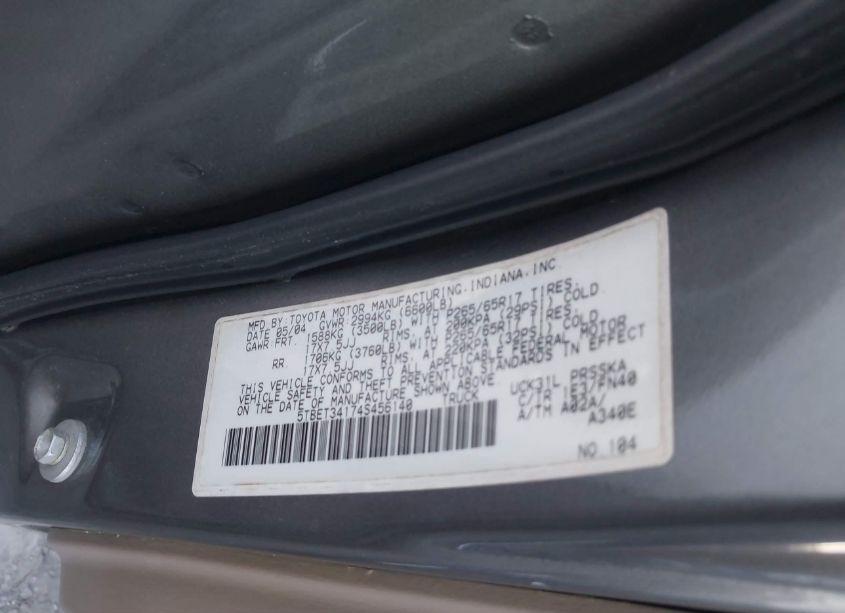 MFD BY: TOYOTA MOTOR MANUFACTURING, INDIANA, INC.
DATE 05/04 GVWR: 2994KG (6600LB)
GAWR: FRT. 1588KG (3500LB) WITH P265/65R17 TIRES,
17X7.5JJ RIMS, AT 200KPA (29PSI) COLD
RR. 1706KG (3760LB) WITH P265/65R17 TIRES,
17X7.5JJ RIMS, AT 220KPA (32PSI) COLD.
THIS VEHICLE CONFORMS TO ALL APPLICABLE FEDERAL MOTOR
VEHICLE SAFETY AND THEFT PREVENTION STANDARDS IN EFFECT
ON THE DATE OF MANUFACTURE SHOWN ABOVE.
5TBET34174S456140 TRUCK
UCK31L PRSSKA
C/TR 1E3/FN40
A/TM A02A/
A340E
NO. 104